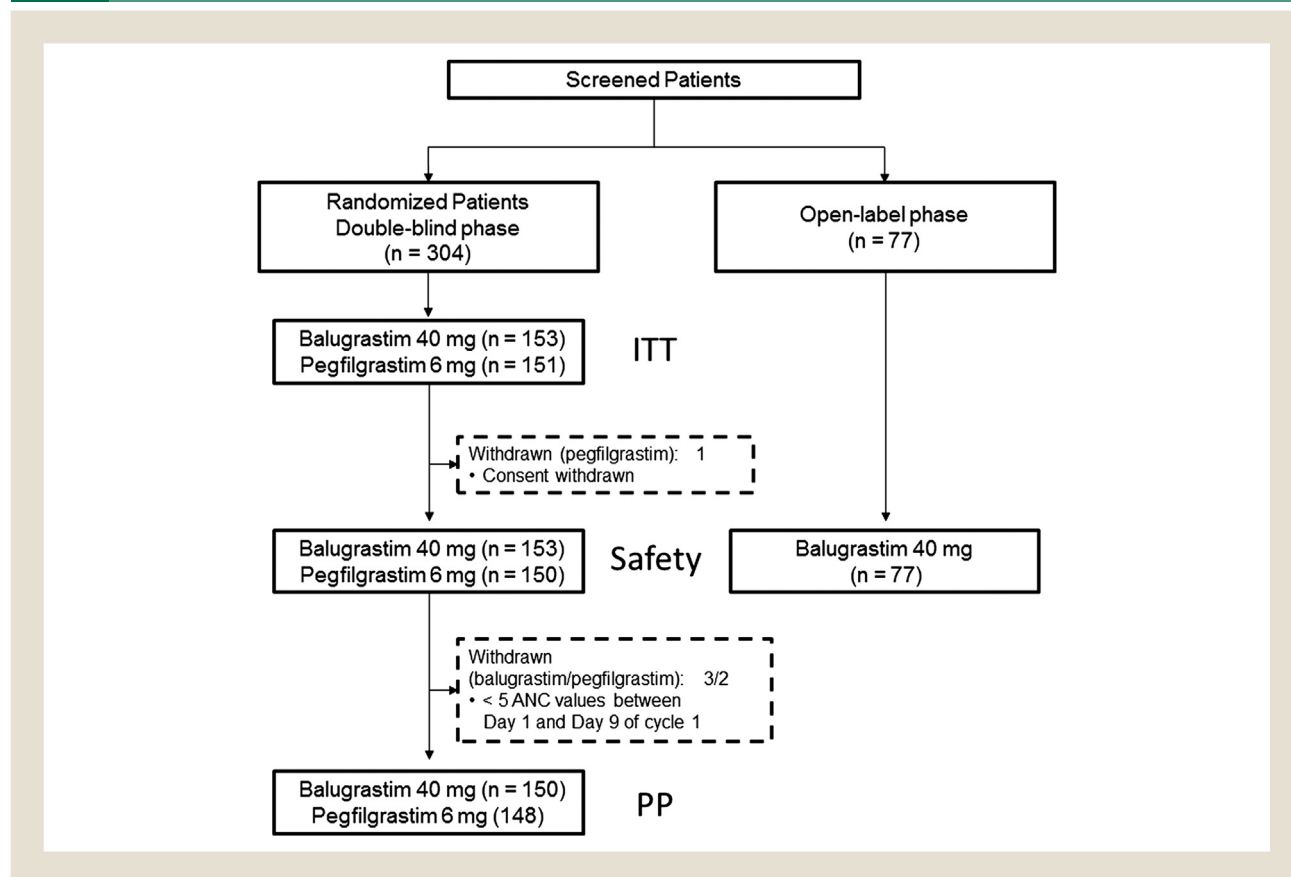 Screened Patients
Randomized Patients
Double-blind phase
(n = 304)
Open-label phase
(n = 77)
Balugrastim 40 mg (n = 153)
Pegfilgrastim 6 mg (n = 151)
ITT
Withdrawn (pegfilgrastim): 1
• Consent withdrawn
Balugrastim 40 mg (n = 153)
Pegfilgrastim 6 mg (n = 150)
Safety
Balugrastim 40 mg
(n = 77)
Withdrawn
(balugrastim/pegfilgrastim): 3/2
• < 5 ANC values between
Day 1 and Day 9 of cycle 1
Balugrastim 40 mg (n = 150)
Pegfilgrastim 6 mg (148)
PP